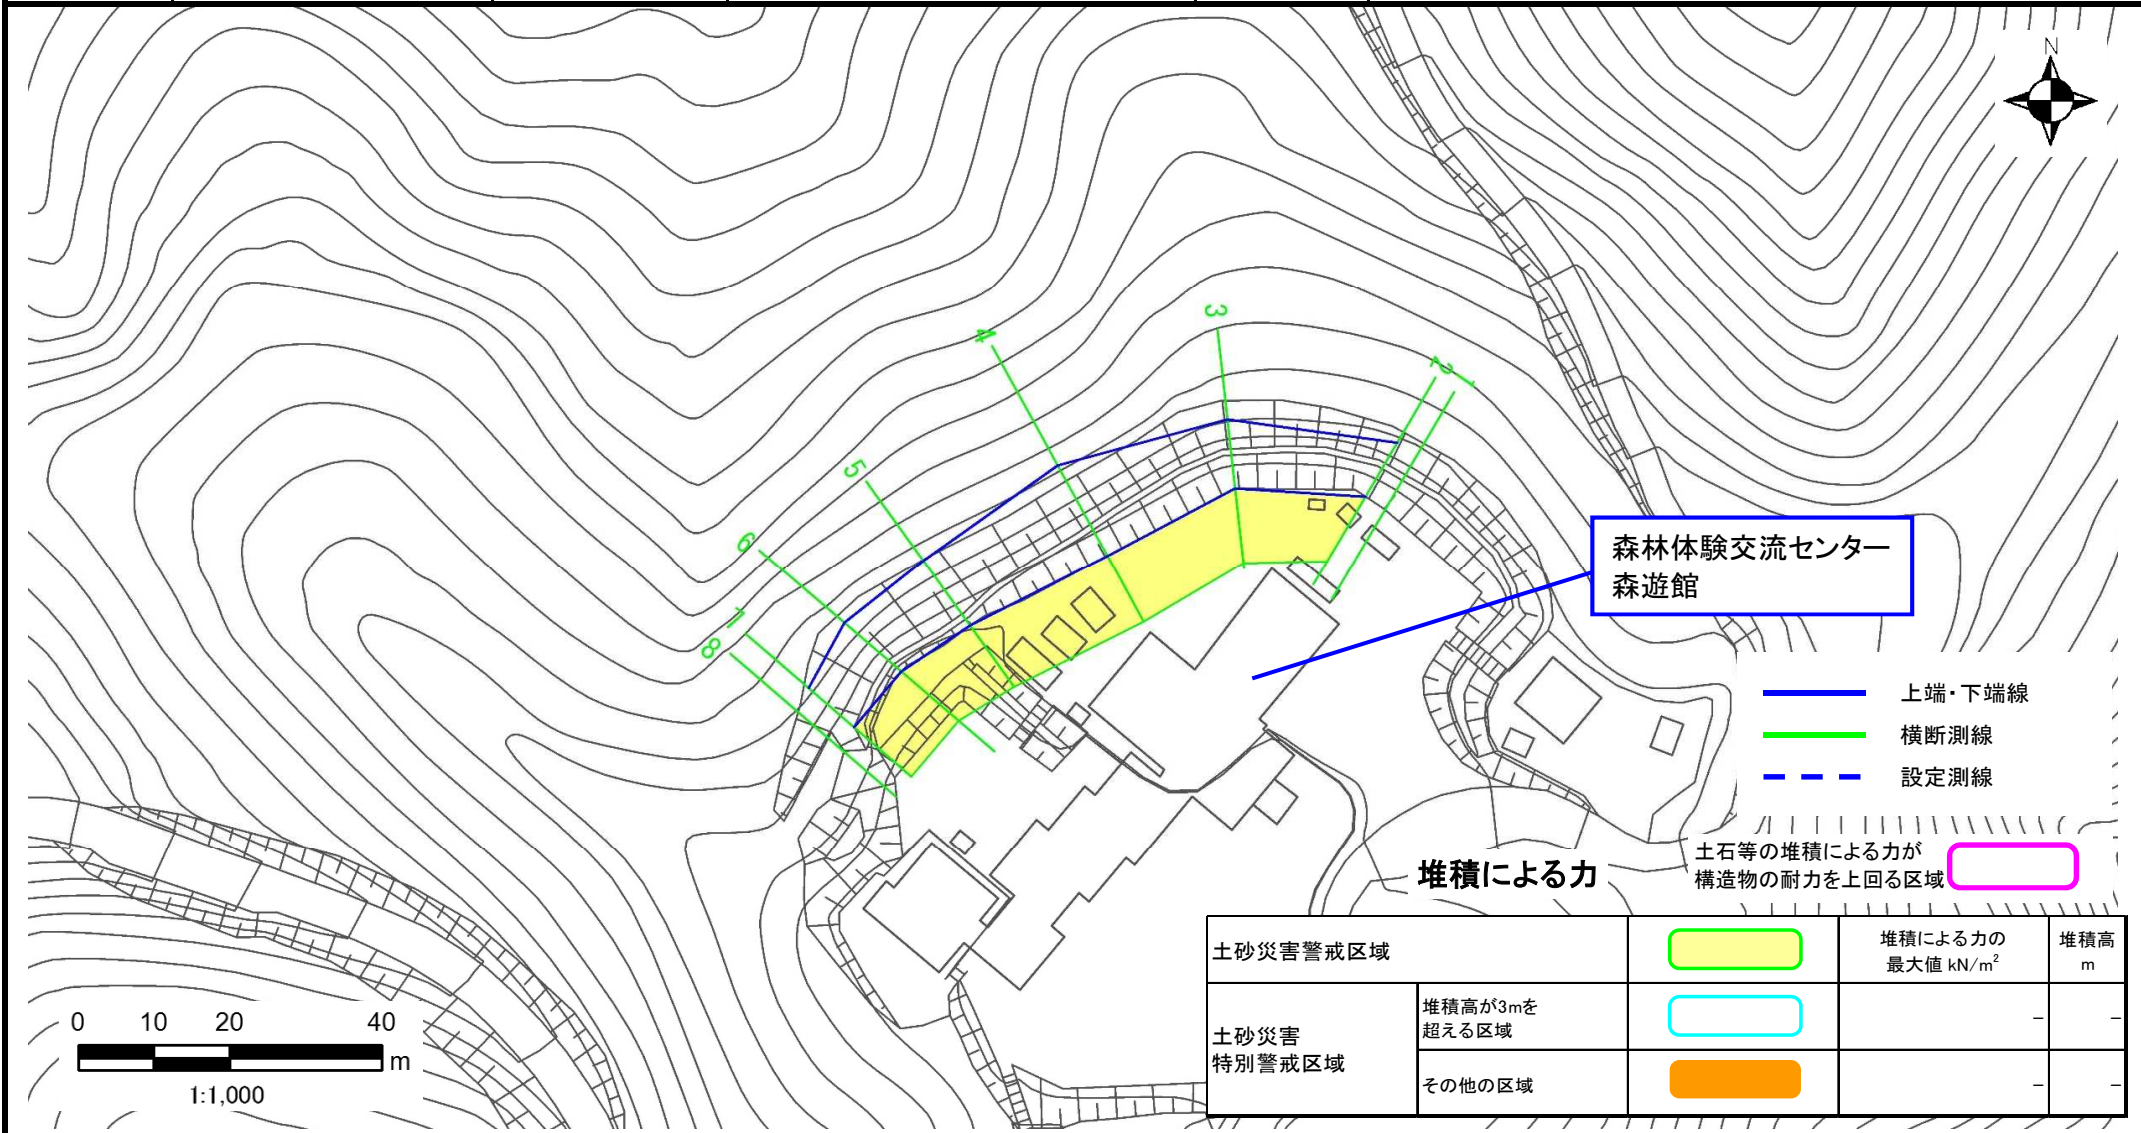 N
3
4
2
1
5
6
7
8
森林体験交流センター
森遊館
上端・下端線
横断測線
設定測線
堆積による力
土石等の堆積による力が
構造物の耐力を上回る区域
土砂災害警戒区域
堆積による力の
最大値 kN/m²
堆積高
m
土砂災害
特別警戒区域
堆積高が3mを
超える区域
－ －
その他の区域
－ －
0 10 20 40
m
1:1,000